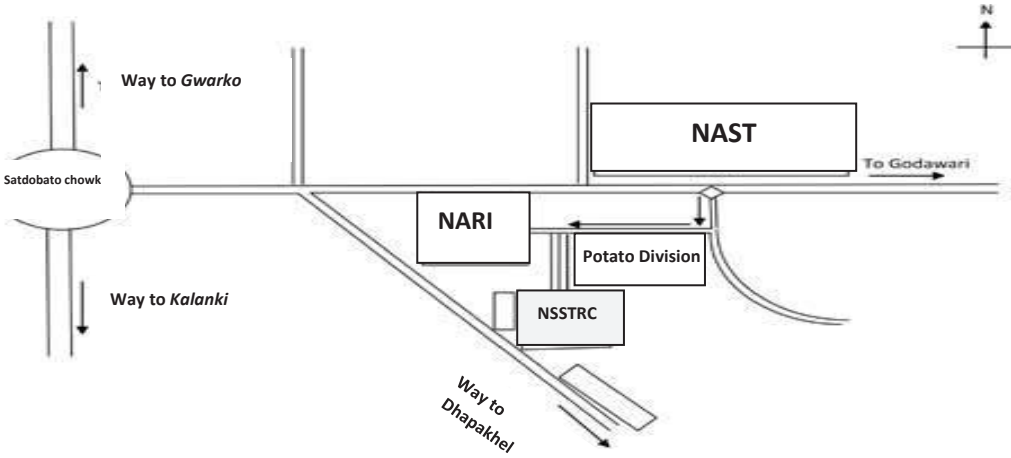 N
Way to Gwarko
NAST
To Godawari
Satdobato chowk
NARI
Potato Division
Way to Kalanki
NSSTRC
Way to
Dhapakhel